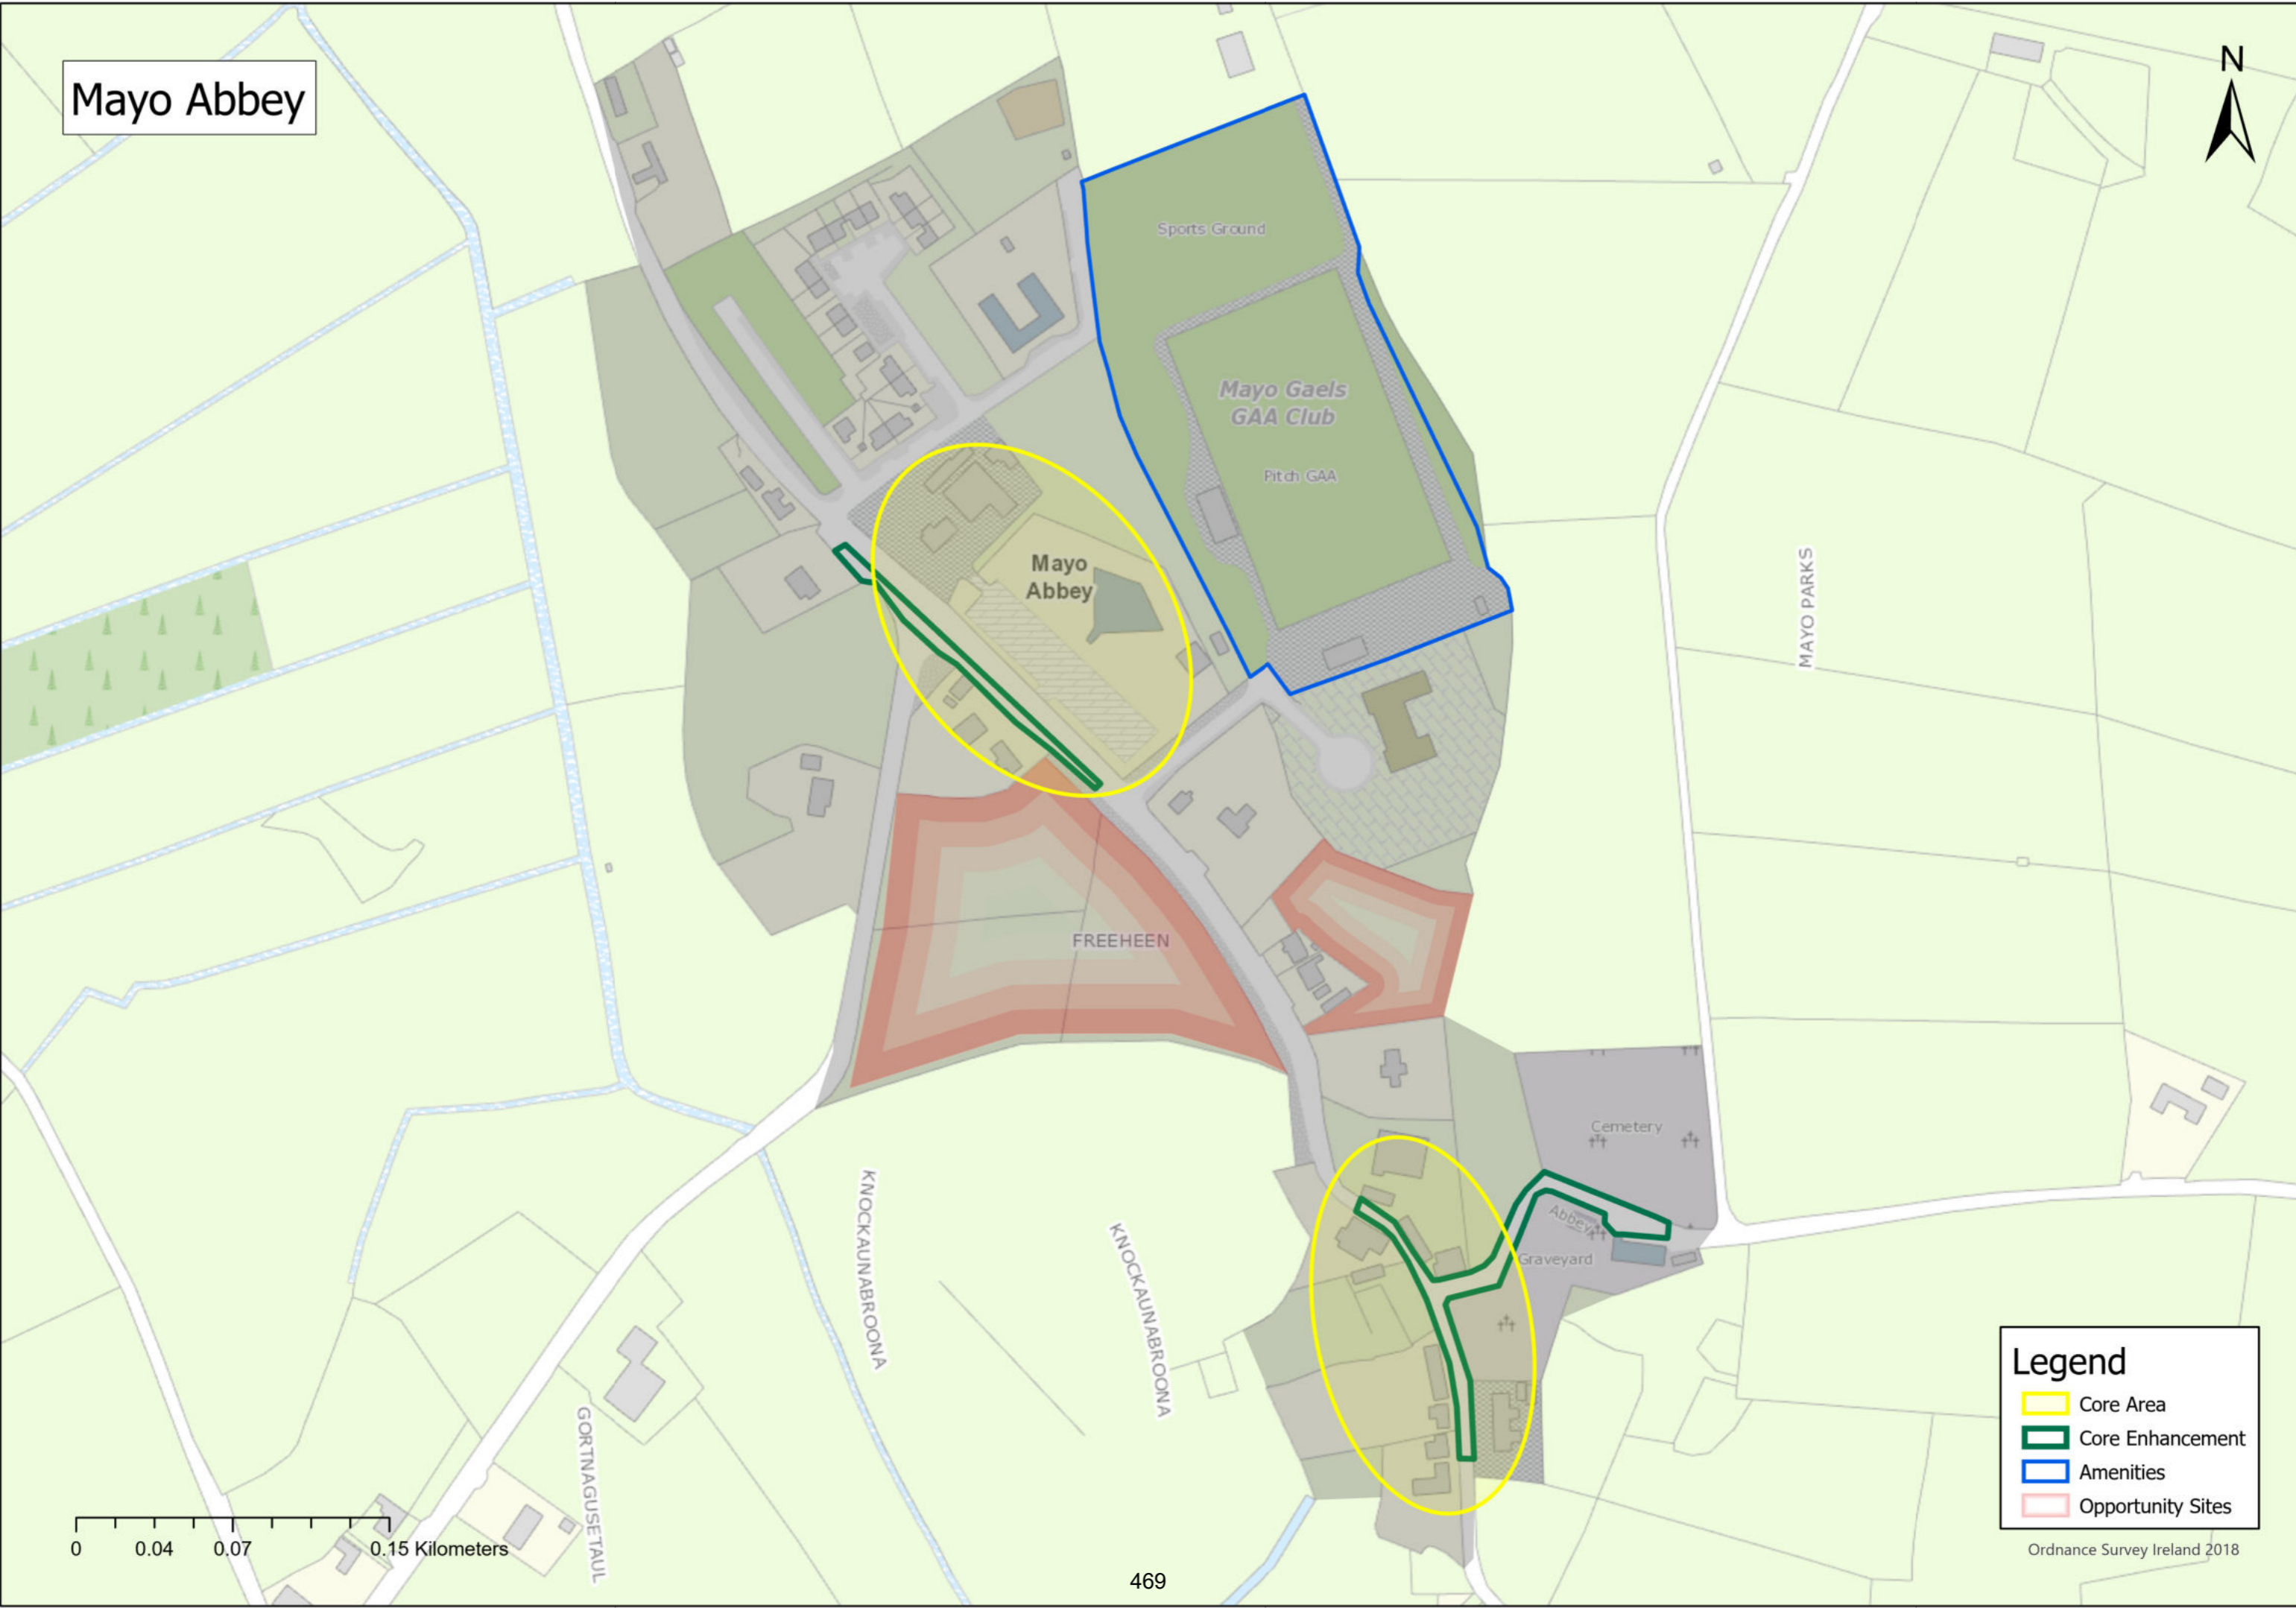 Mayo Abbey
N
Sports Ground
Mayo Gaels
GAA Club
Pitch GAA
Mayo
Abbey
MAYO PARKS
FREEHEEN
Cemetery
Abbey
Graveyard
KNOCKAUNABROONA
KNOCKAUNABROONA
GORTNAGUSETAUL
Legend
Core Area
Core Enhancement
Amenities
Opportunity Sites
Ordnance Survey Ireland 2018
0 0.04 0.07 0.15 Kilometers
469